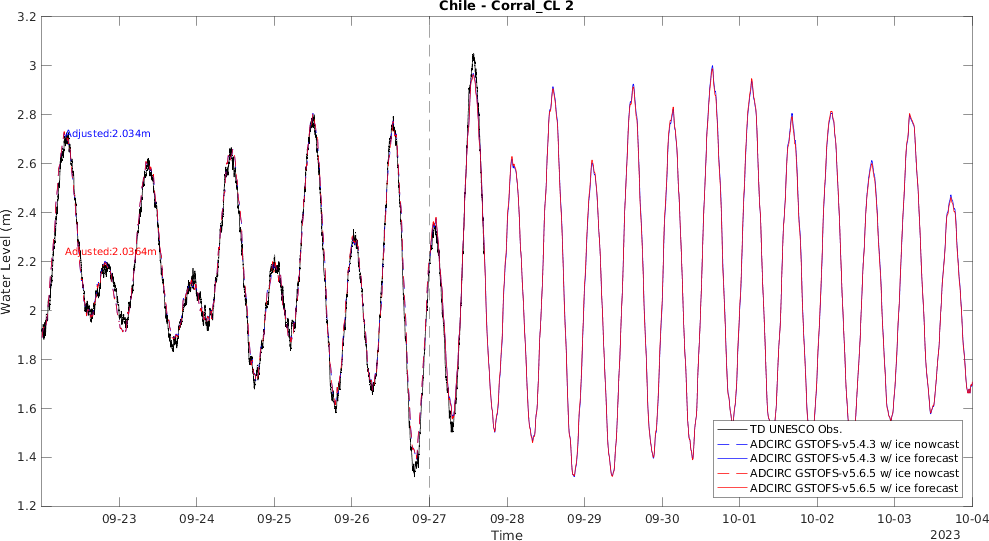 Chile - Corral_CL 2
3.2
3
2.8
2.6
2.4
2.2
2
1.8
1.6
1.4
1.2
Water Level (m)
Adjusted:2.034m
Adjusted:2.0364m
TD UNESCO Obs.
ADCIRC GSTOFS-v5.4.3 w/ ice nowcast
ADCIRC GSTOFS-v5.4.3 w/ ice forecast
ADCIRC GSTOFS-v5.6.5 w/ ice nowcast
ADCIRC GSTOFS-v5.6.5 w/ ice forecast
09-23 09-24 09-25 09-26 09-27 09-28 09-29 09-30 10-01 10-02 10-03 10-04
Time 2023